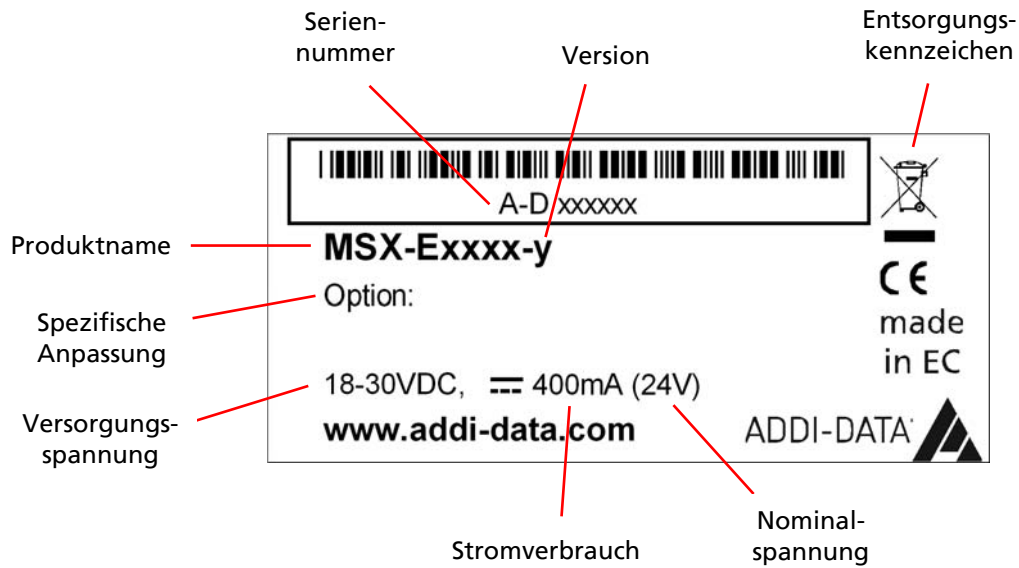 Serien-
nummer
Version
Entsorgungs-
kennzeichen
A-D xxxxxx
Produktname
MSX-Exxxx-y
CE
Option:
made
in EC
Spezifische
Anpassung
18-30VDC, 400mA (24V)
Versorgungs-
spannung
www.addi-data.com
ADDI-DATA
Stromverbrauch
Nominal-
spannung